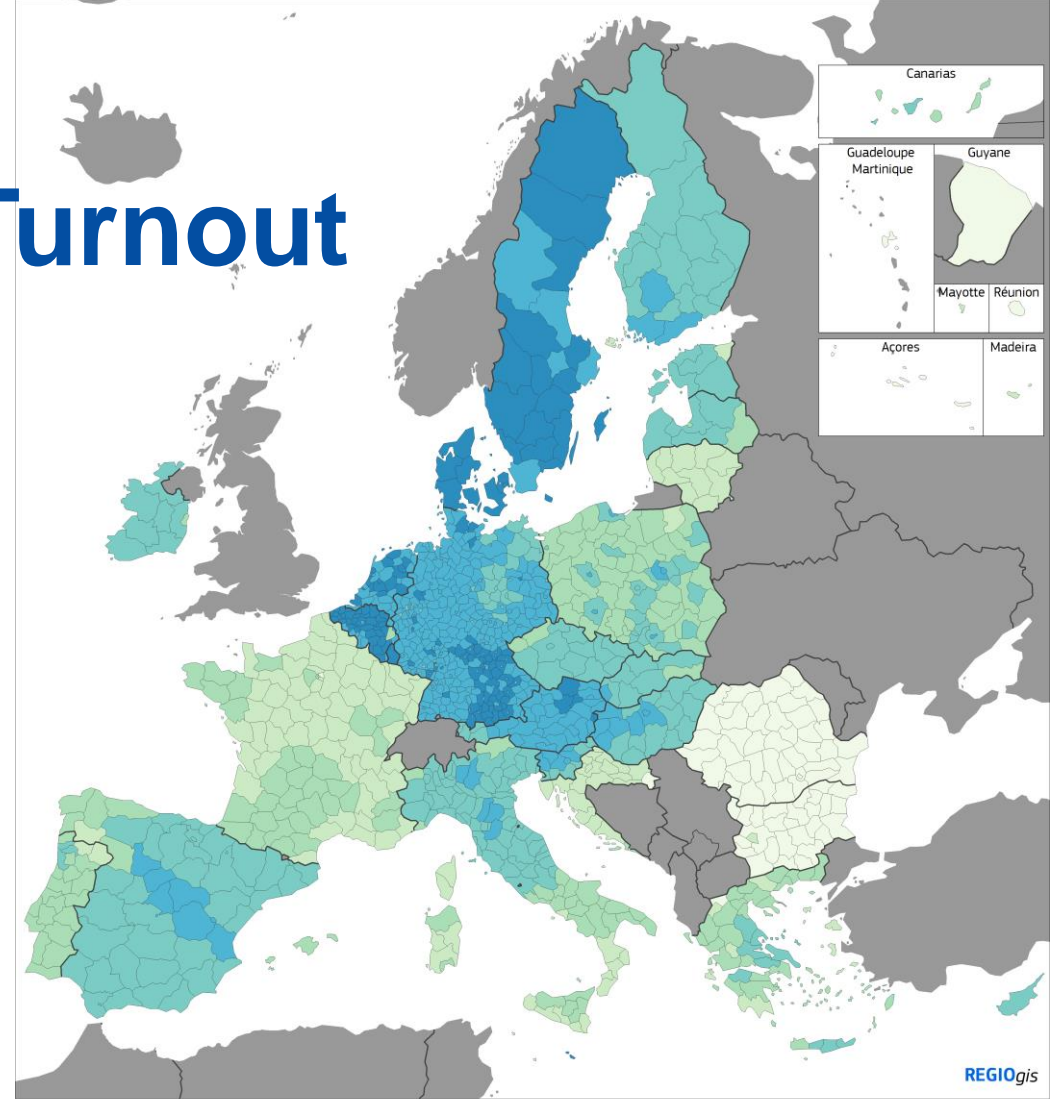 Turnout
Canarias
Guadeloupe
Martinique
Guyane
Mayotte
Réunion
Açores
Madeira
REGIOgis